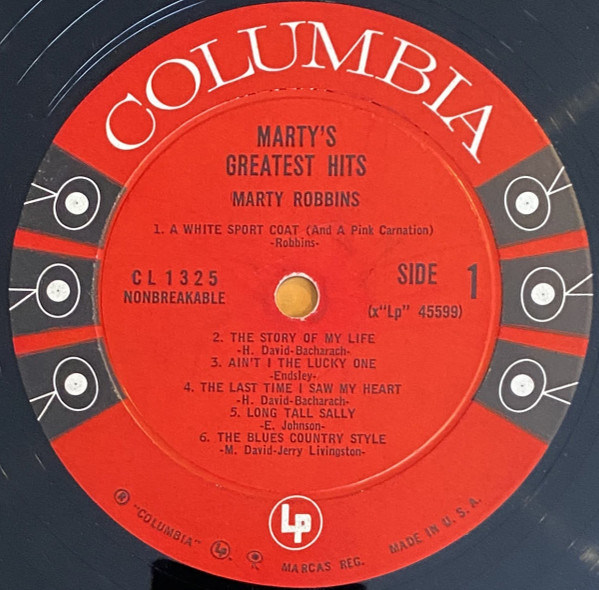 COLUMBIA
MARTY'S
GREATEST HITS
MARTY ROBBINS
1. A WHITE SPORT COAT (And A Pink Carnation)
-Robbins-
CL 1325
NONBREAKABLE
SIDE 1
(x"Lp" 45599)
2. THE STORY OF MY LIFE
-H. David-Bacharach-
3. AIN'T I THE LUCKY ONE
-Endsley-
4. THE LAST TIME I SAW MY HEART
-H. David-Bacharach-
5. LONG TALL SALLY
-E. Johnson-
6. THE BLUES COUNTRY STYLE
-M. David-Jerry Livingston-
Lp
® "COLUMBIA" Lp MARCAS REG. MADE IN U. S. A.